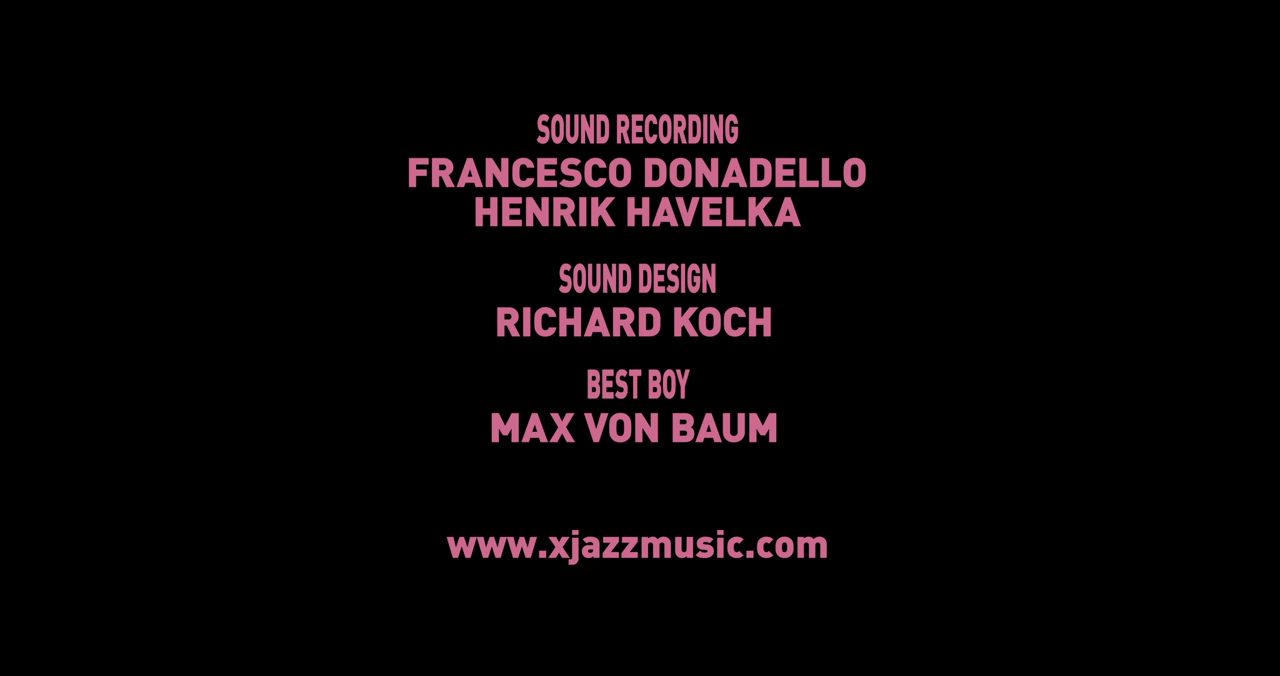 SOUND RECORDING
FRANCESCO DONADELLO
HENRIK HAVELKA
SOUND DESIGN
RICHARD KOCH
BEST BOY
MAX VON BAUM
www.xjazzmusic.com